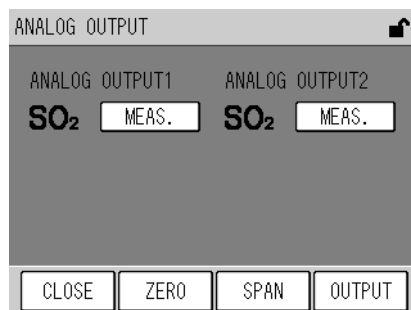 ANALOG OUTPUT
ANALOG OUTPUT1 ANALOG OUTPUT2
SO₂ MEAS. SO₂ MEAS.
CLOSE ZERO SPAN OUTPUT